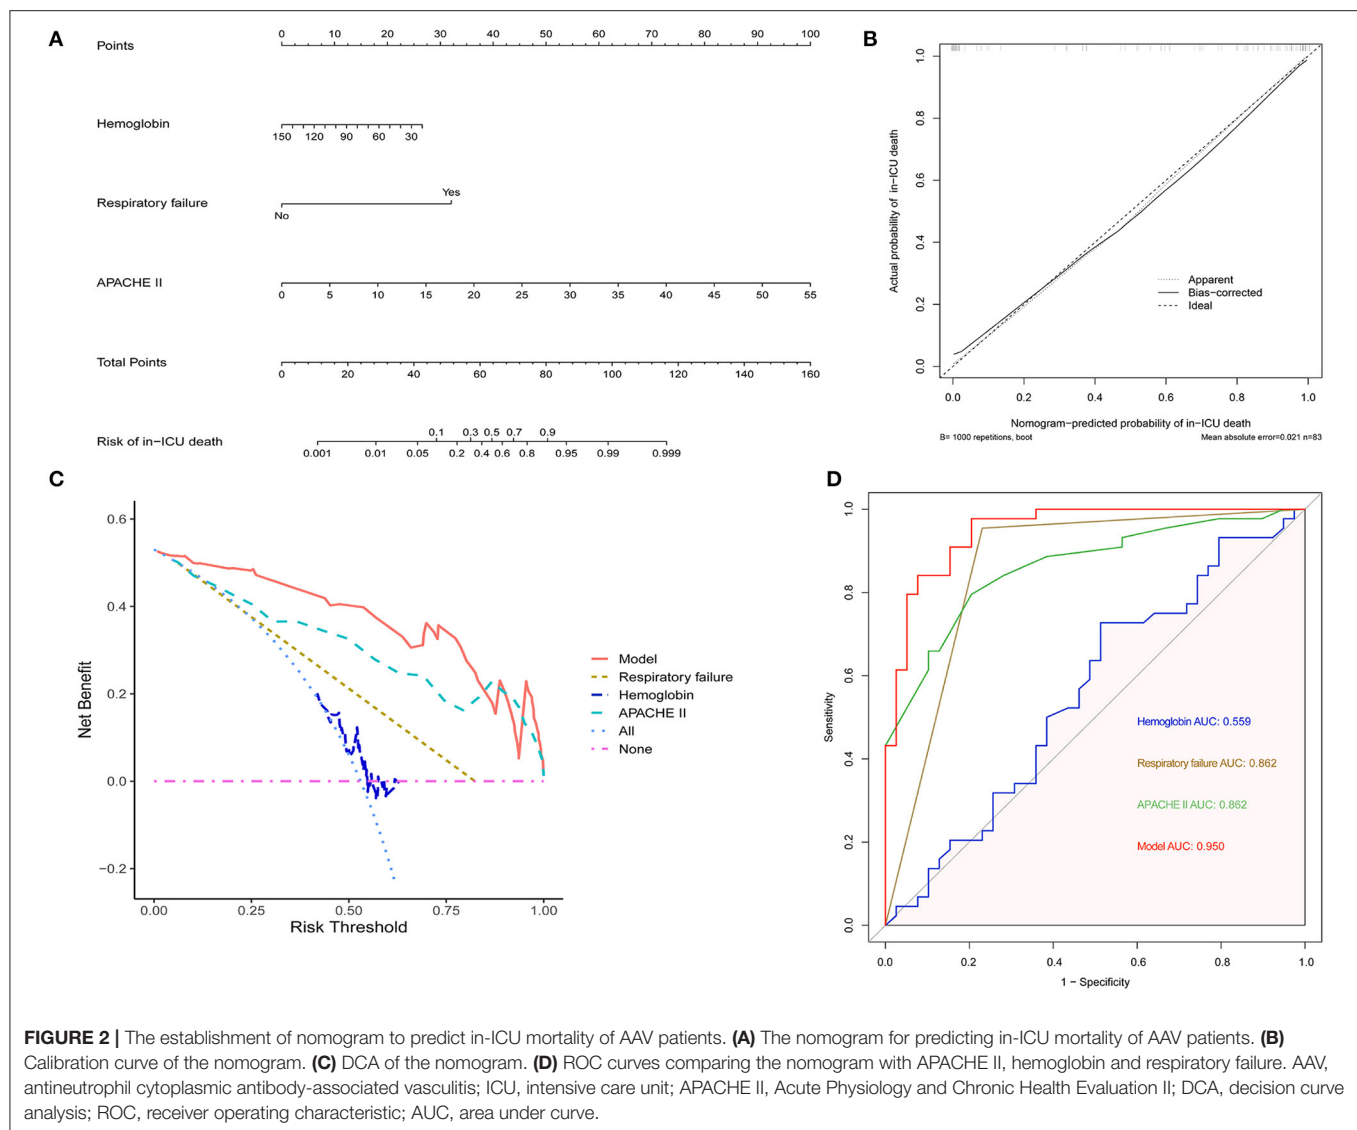 A
Points
0 10 20 30 40 50 60 70 80 90 100
Hemoglobin
150 120 90 60 30
Respiratory failure
Yes
No
APACHE II
0 5 10 15 20 25 30 35 40 45 50 55
Total Points
0 20 40 60 80 100 120 140 160
Risk of in-ICU death
0.1 0.3 0.5 0.7 0.9
0.001 0.01 0.05 0.2 0.4 0.6 0.8 0.95 0.99 0.999
B
Actual probability of in-ICU death
1.0
0.8
0.6
0.4
0.2
0.0
Apparent
Bias-corrected
Ideal
0.0 0.2 0.4 0.6 0.8 1.0
Nomogram-predicted probability of in-ICU death
B= 1000 repetitions, boot
Mean absolute error=0.021 n=83
C
Net Benefit
0.6
0.4
0.2
0.0
−0.2
0.00 0.25 0.50 0.75 1.00
Risk Threshold
Model
Respiratory failure
Hemoglobin
APACHE II
All
None
D
Sensitivity
1.0
0.8
0.6
0.4
0.2
0.0
Hemoglobin AUC: 0.559
Respiratory failure AUC: 0.862
APACHE II AUC: 0.862
Model AUC: 0.950
0.0 0.2 0.4 0.6 0.8 1.0
1 - Specificity
FIGURE 2 | The establishment of nomogram to predict in-ICU mortality of AAV patients. (A) The nomogram for predicting in-ICU mortality of AAV patients. (B)
Calibration curve of the nomogram. (C) DCA of the nomogram. (D) ROC curves comparing the nomogram with APACHE II, hemoglobin and respiratory failure. AAV,
antineutrophil cytoplasmic antibody-associated vasculitis; ICU, intensive care unit; APACHE II, Acute Physiology and Chronic Health Evaluation II; DCA, decision curve
analysis; ROC, receiver operating characteristic; AUC, area under curve.